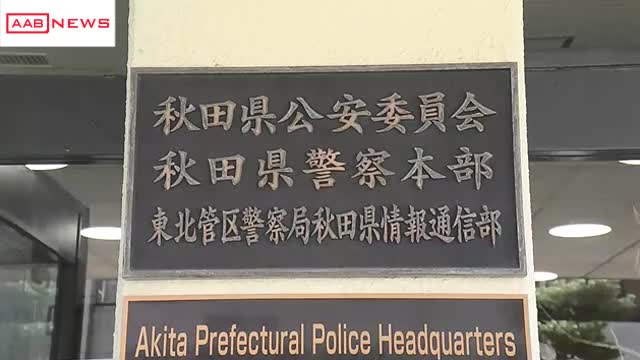 AAB NEWS
秋田県公安委員会
秋田県警察本部
東北管区警察局秋田県情報通信部
Akita Prefectural Police Headquarters